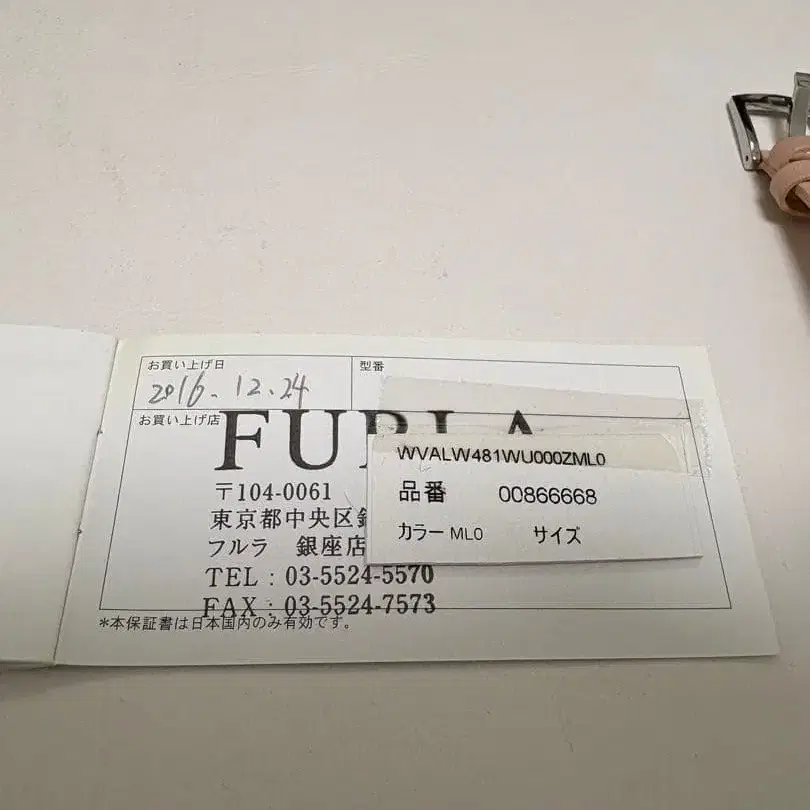 お買い上げ日
2016.12.24
型番
お買い上げ店
FURLA
〒104-0061
東京都中央区銀
フルラ 銀座店
TEL : 03-5524-5570
FAX : 03-5524-7573
WVALW481WU000ZML0
品番 00866668
カラー ML0 サイズ
*本保証書は日本国内のみ有効です。